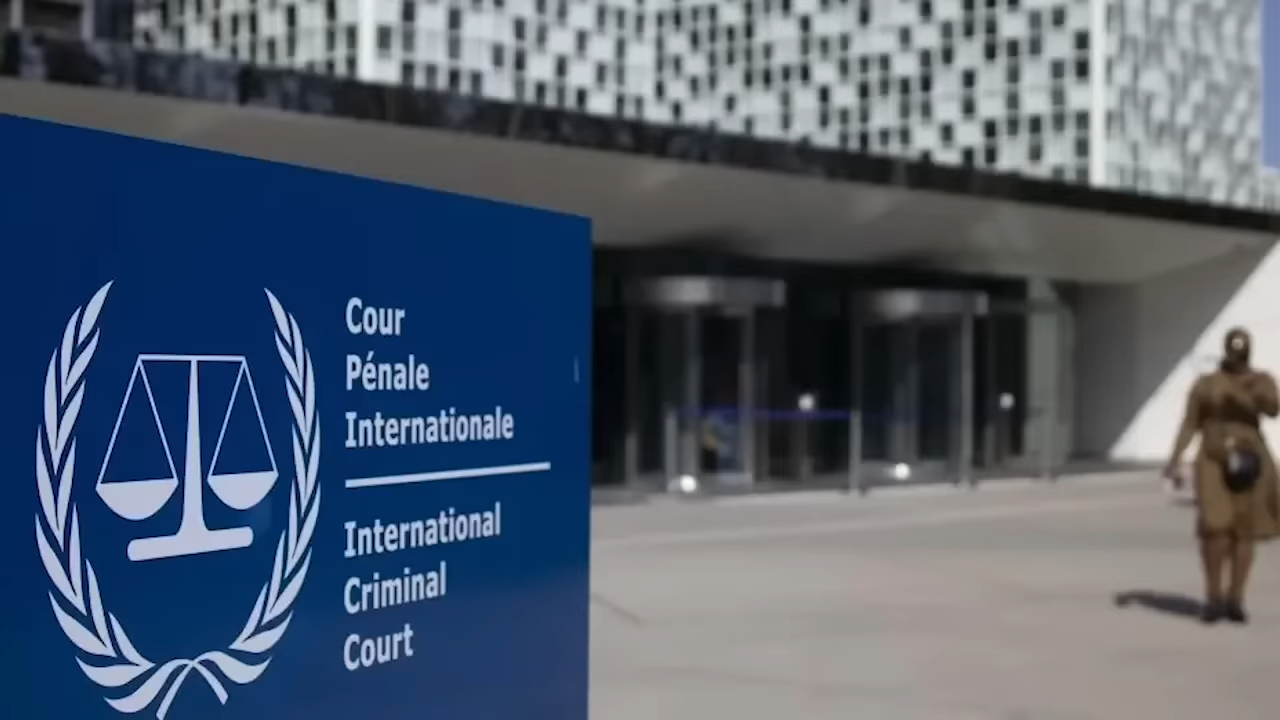 Cour
Pénale
Internationale
International
Criminal
Court